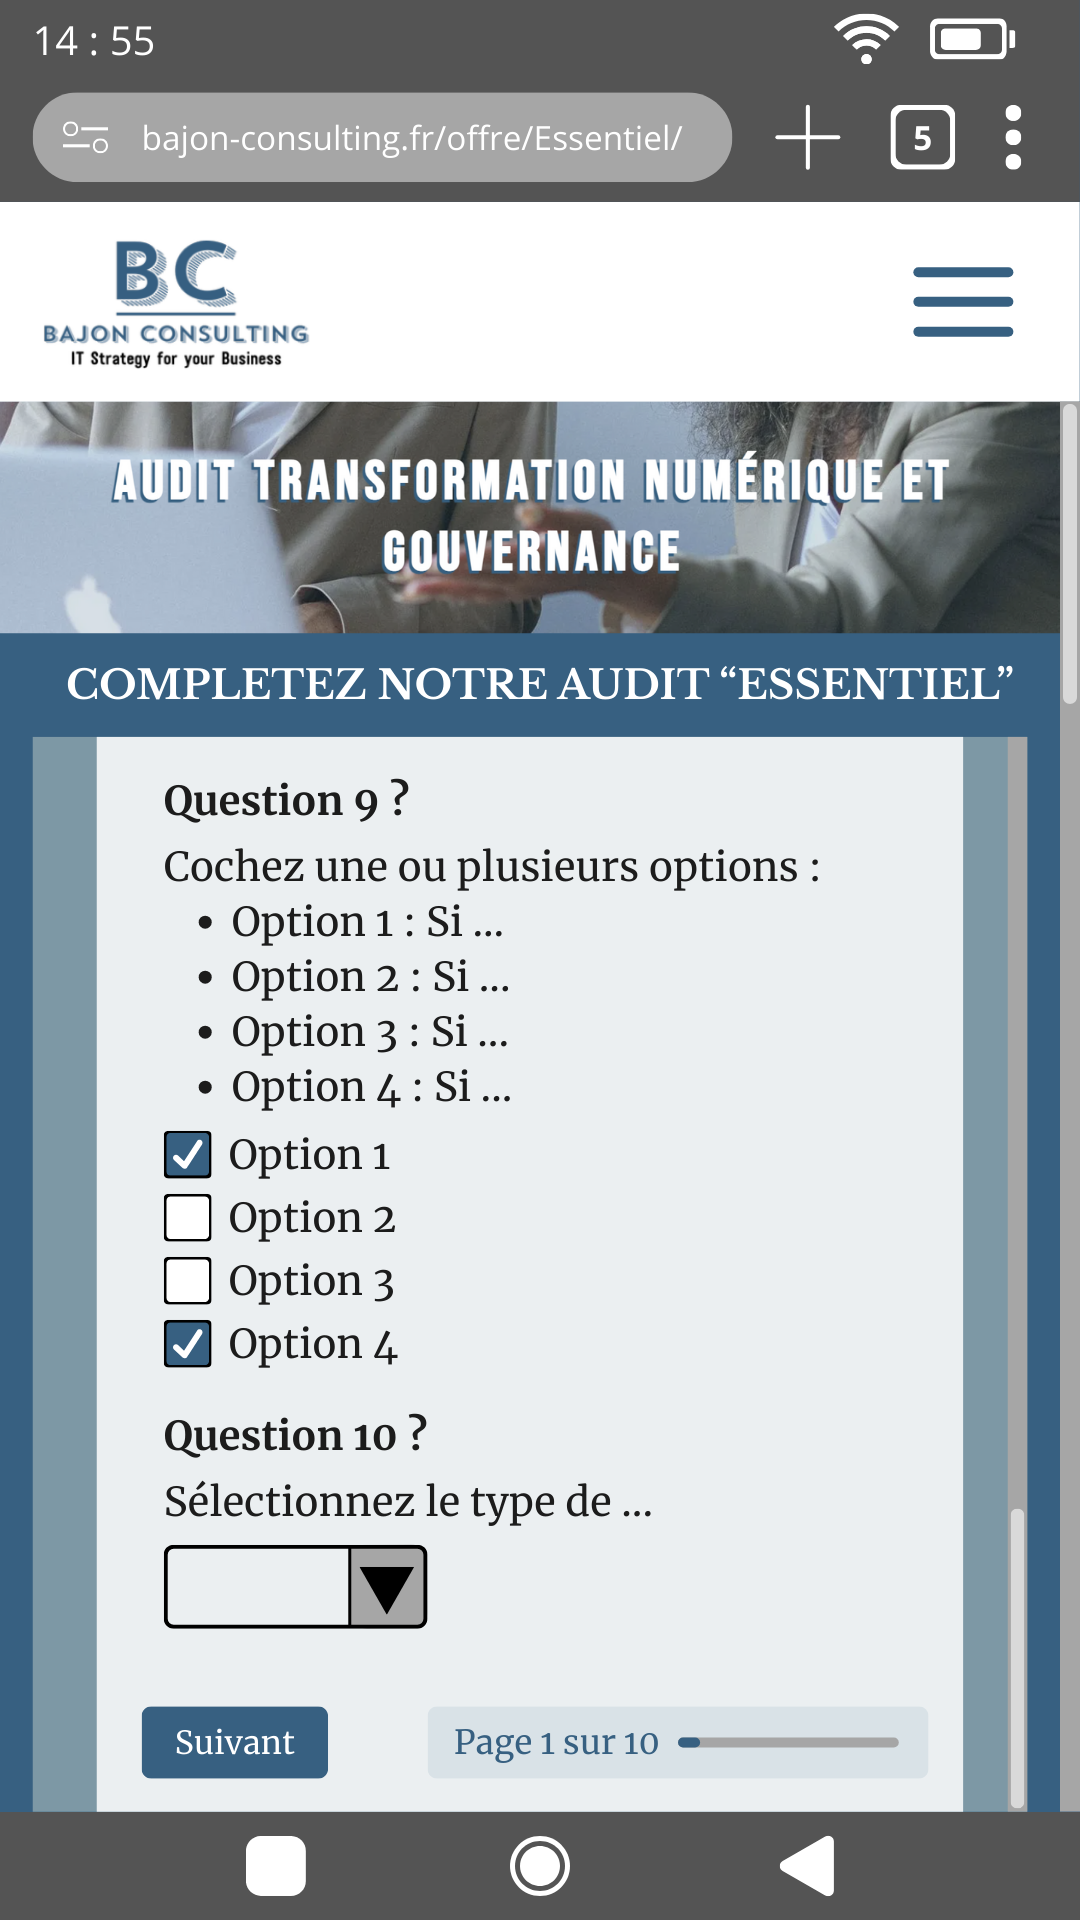 14 : 55
bajon-consulting.fr/offre/Essentiel/
5
BC
BAJON CONSULTING
IT Strategy for your Business
AUDIT TRANSFORMATION NUMÉRIQUE ET
GOUVERNANCE
COMPLETEZ NOTRE AUDIT “ESSENTIEL”
Question 9 ?
Cochez une ou plusieurs options :
• Option 1 : Si ...
• Option 2 : Si ...
• Option 3 : Si ...
• Option 4 : Si ...
Option 1
Option 2
Option 3
Option 4
Question 10 ?
Sélectionnez le type de ...
Suivant
Page 1 sur 10